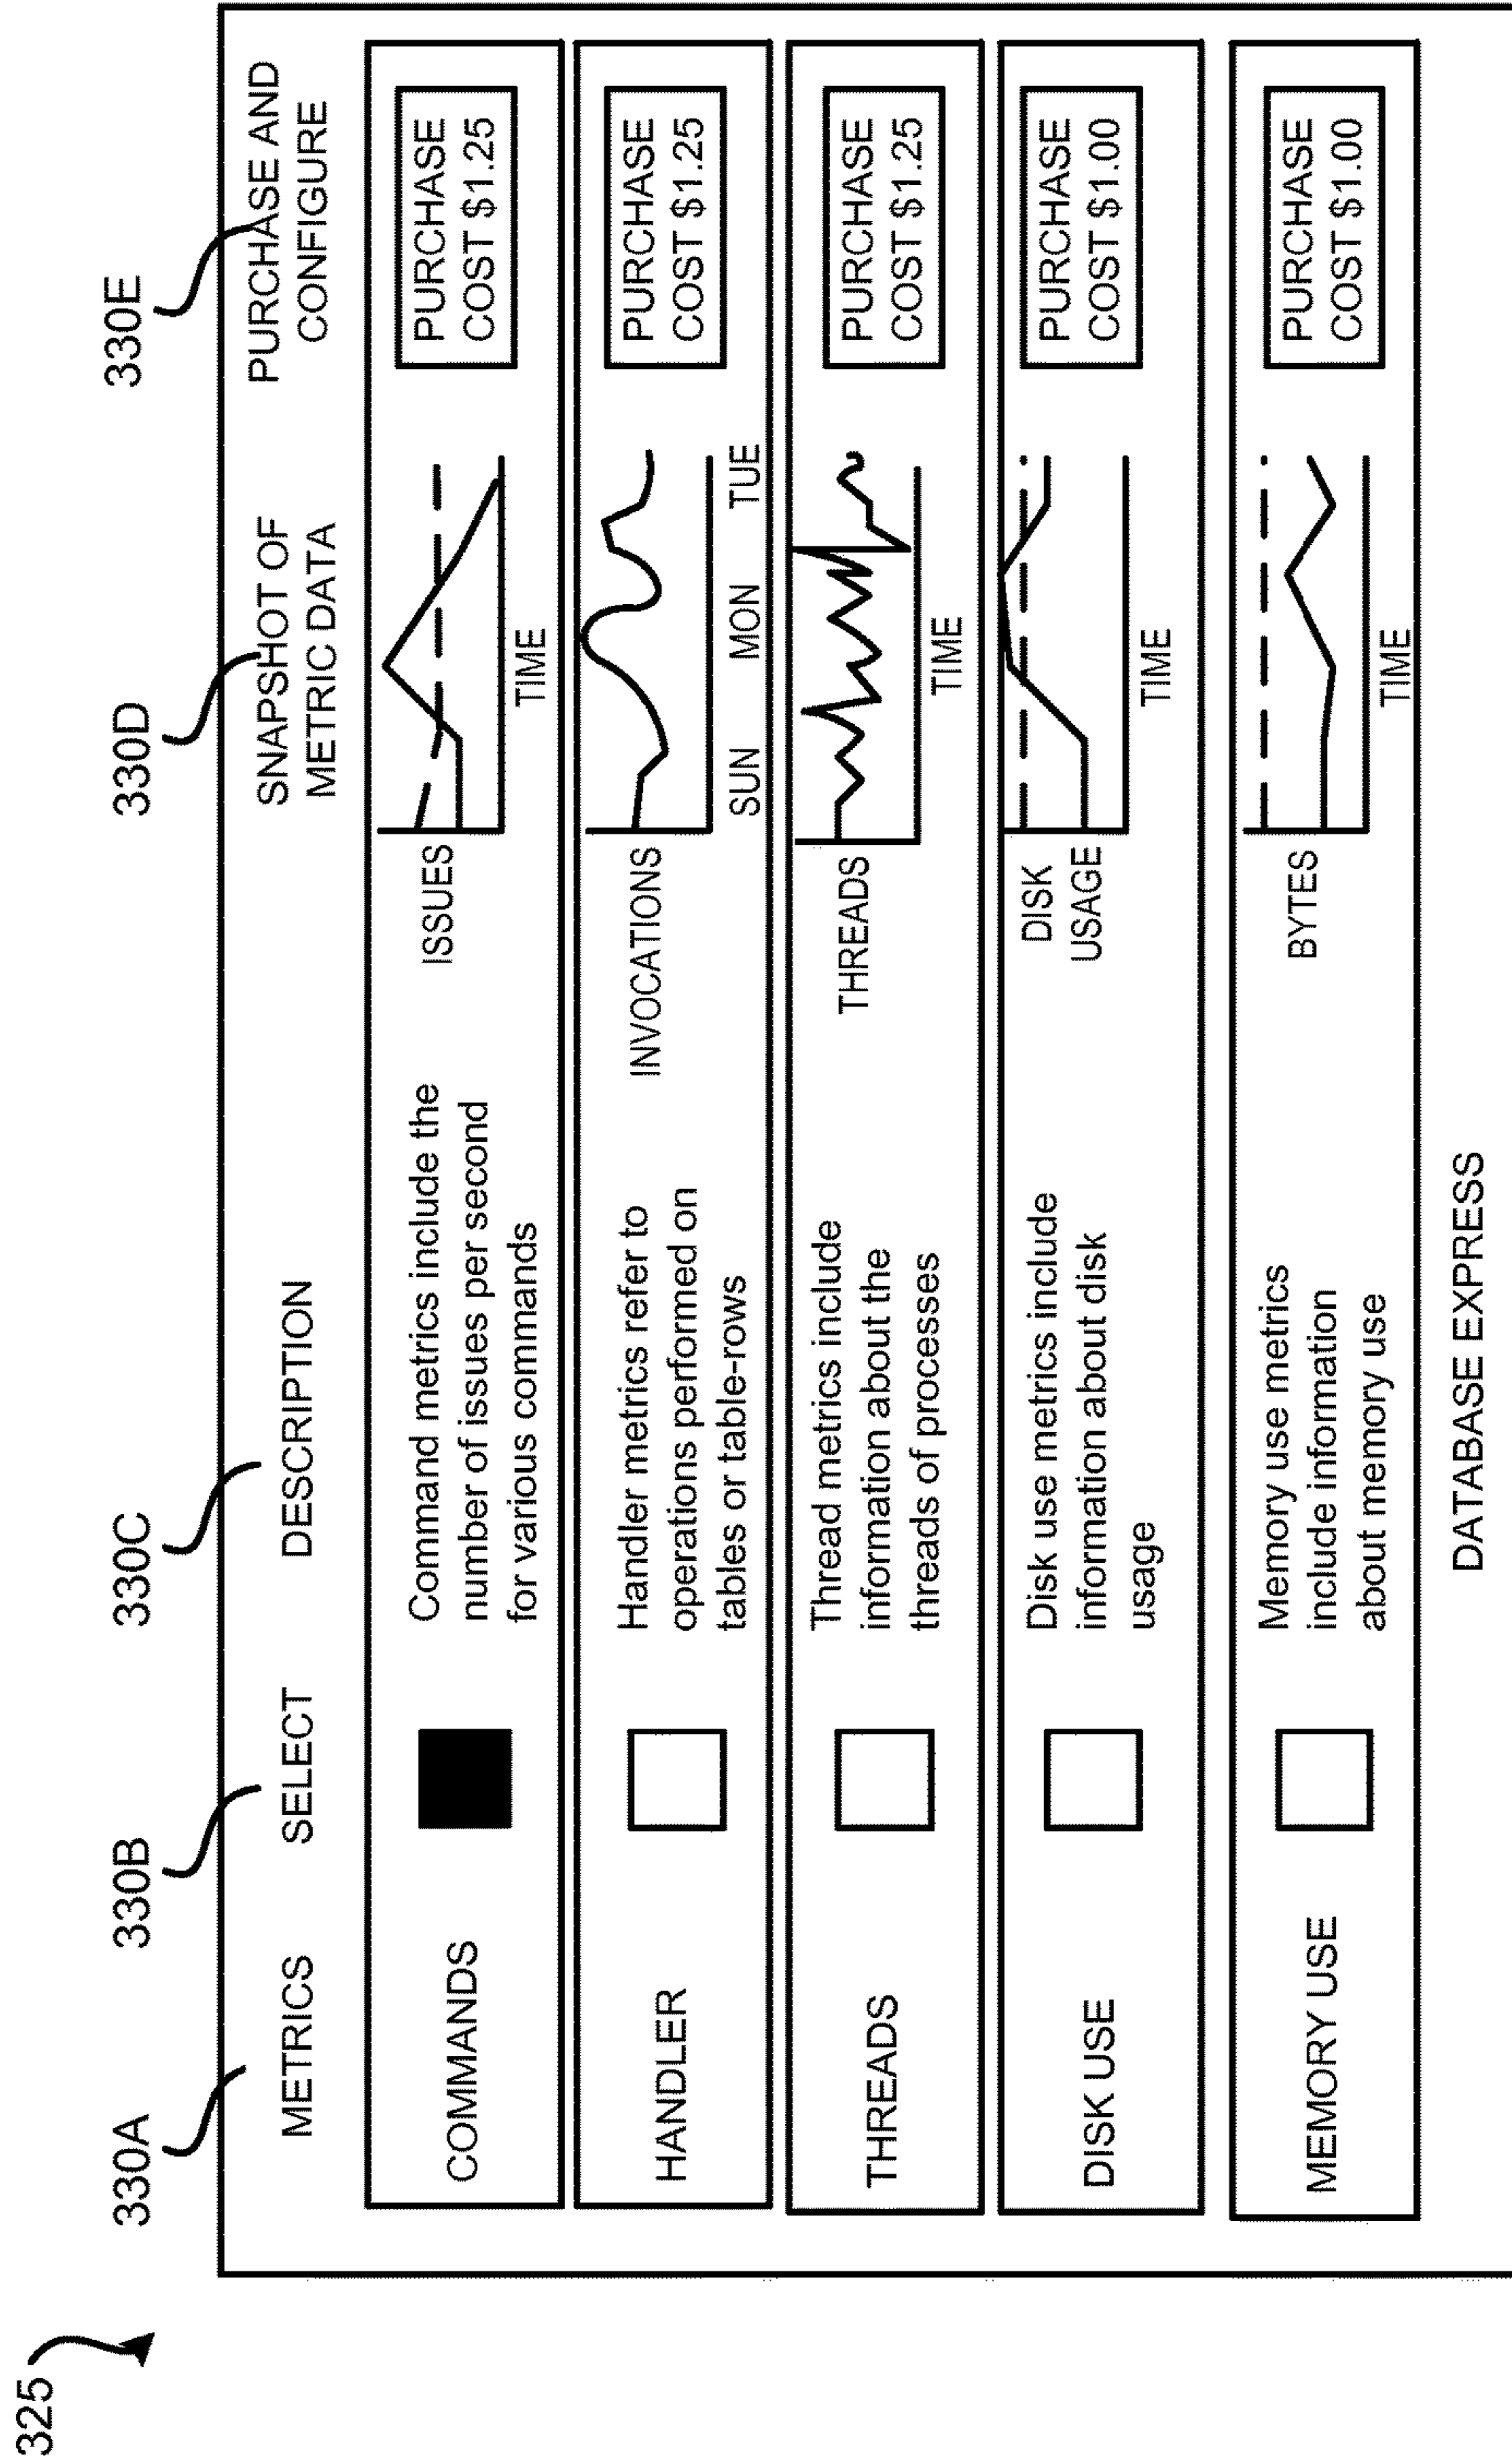 325
330A
330B
330C
330D
330E
METRICS
SELECT
DESCRIPTION
SNAPSHOT OF
METRIC DATA
PURCHASE AND
CONFIGURE
COMMANDS
Command metrics include the
number of issues per second
for various commands
ISSUES
TIME
PURCHASE
COST $1.25
HANDLER
Handler metrics refer to
operations performed on
tables or table-rows
INVOCATIONS
SUN MON TUE
PURCHASE
COST $1.25
THREADS
Thread metrics include
information about the
threads of processes
THREADS
TIME
PURCHASE
COST $1.25
DISK USE
Disk use metrics include
information about disk
usage
DISK
USAGE
TIME
PURCHASE
COST $1.00
MEMORY USE
Memory use metrics
include information
about memory use
BYTES
TIME
PURCHASE
COST $1.00
DATABASE EXPRESS